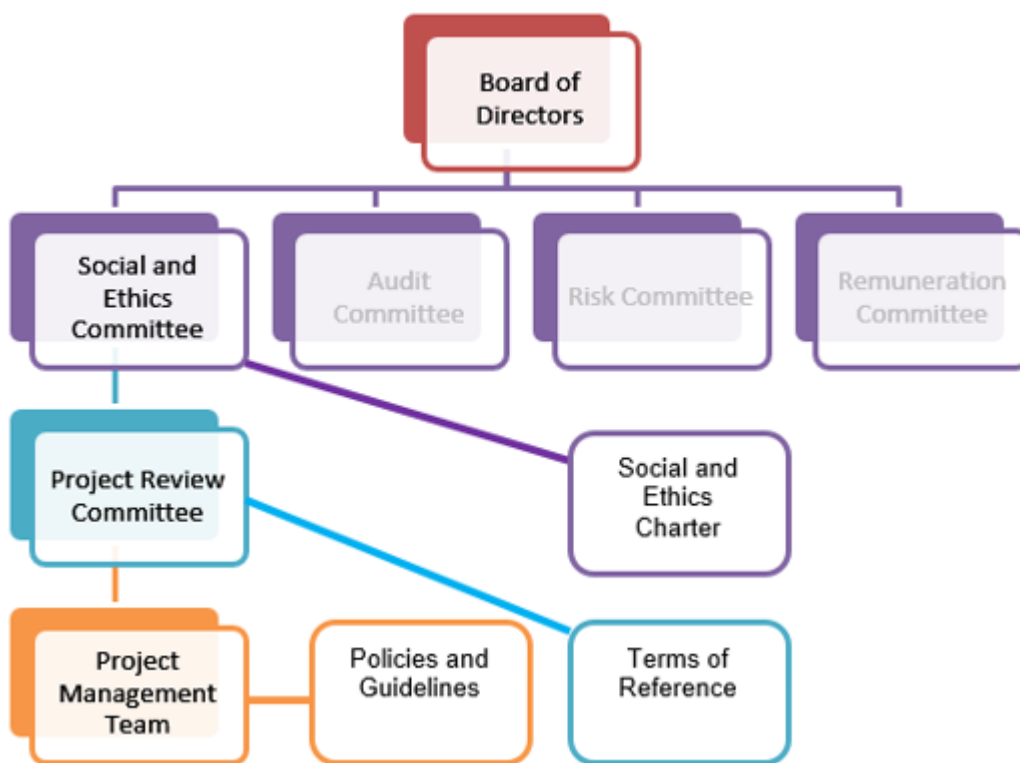 Board of
Directors
Social and
Ethics
Committee
Audit
Committee
Risk Committee
Remuneration
Committee
Project Review
Committee
Social and
Ethics
Charter
Project
Management
Team
Policies and
Guidelines
Terms of
Reference